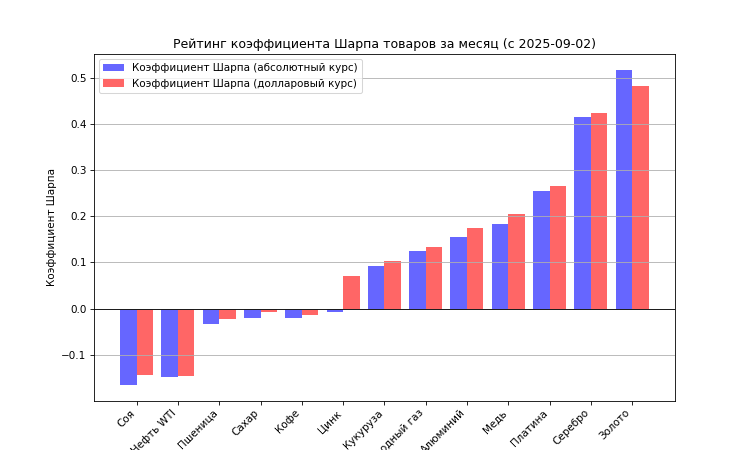 Рейтинг коэффициента Шарпа товаров за месяц (с 2025-09-02)
Коэффициент Шарпа (абсолютный курс)
Коэффициент Шарпа (долларовый курс)
Коэффициент Шарпа
0.5
0.4
0.3
0.2
0.1
0.0
−0.1
Соя
Нефть WTI
Пшеница
Сахар
Кофе
Цинк
Кукуруза
газ
Алюминий
Медь
Платина
Серебро
Золото